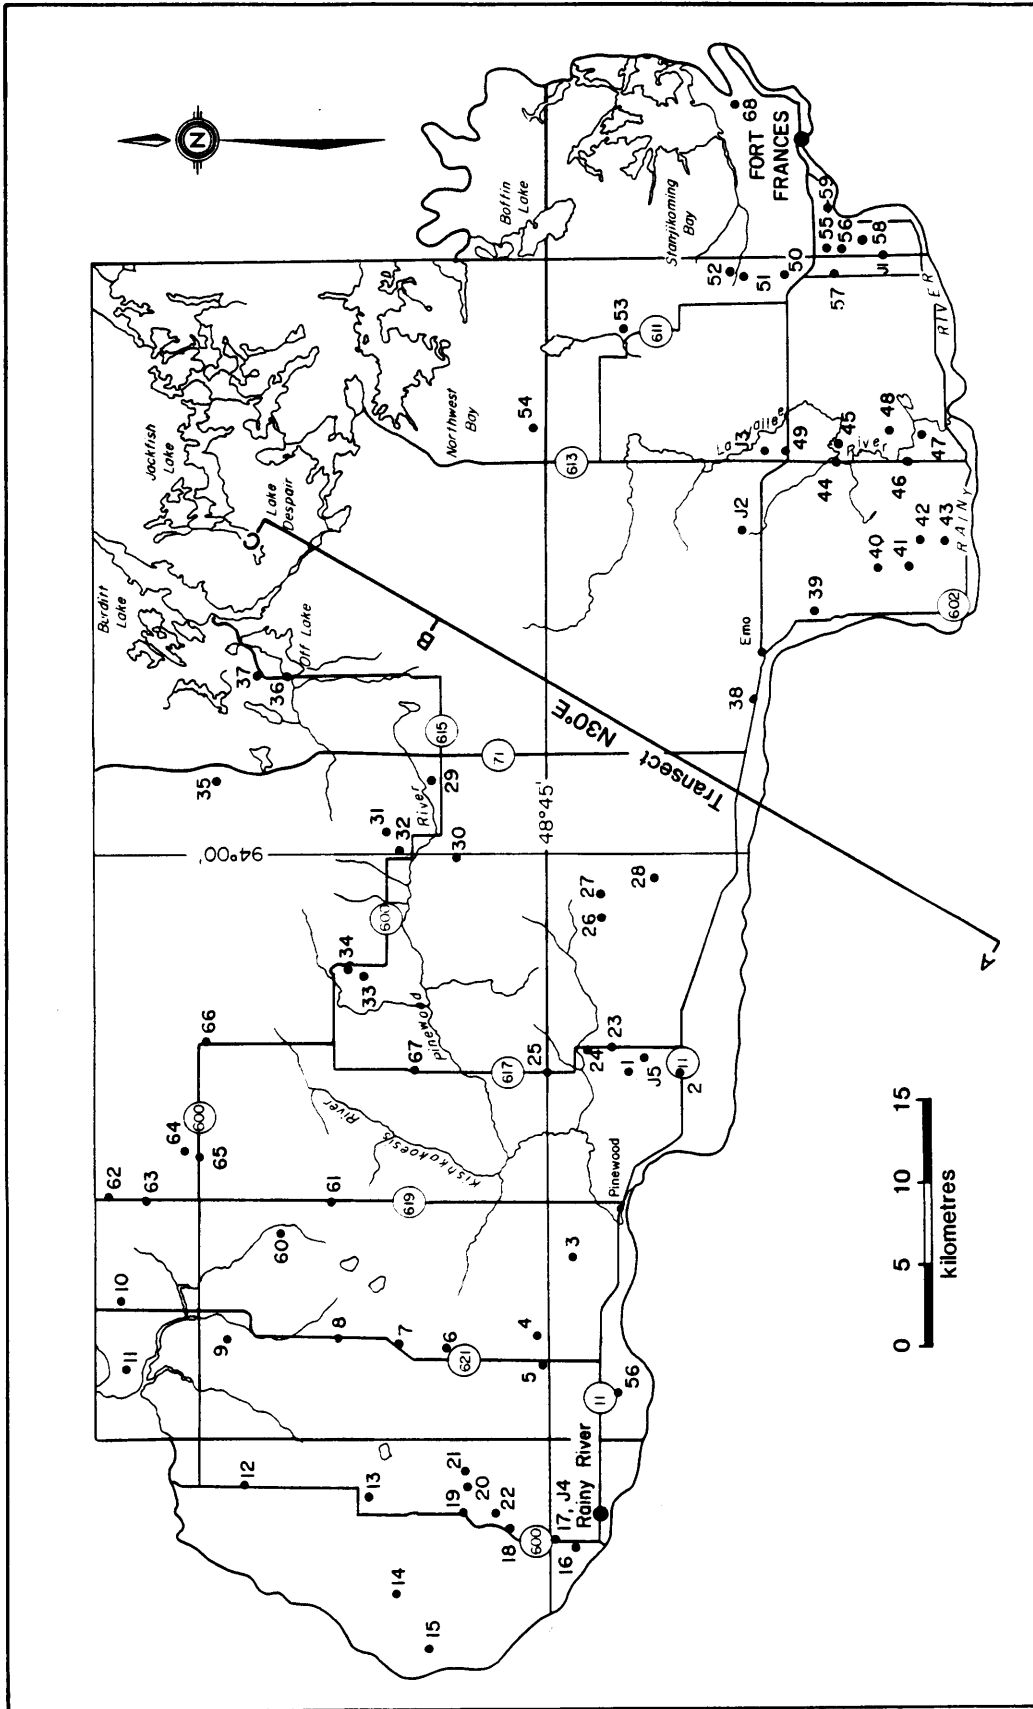 N
Burditt
Lake
Jackfish
Lake
Lake
Despair
Northwest
Bay
Boffin
Lake
Stanjikoming
Bay
Off Lake
FORT
FRANCES
Emo
Pinewood
Rainy River
Pinewood
River
Kishkakoesis
River
La Vallee
River
RAINY
RIVER
Transect N30°E
A
B
C
94°00'
48°45'
600
600
600
602
611
613
615
617
619
621
71
11
11
1
2
3
4
5
6
7
8
9
10
11
12
13
14
15
16
17, J4
18
19
20
21
22
23
24
25
26
27
28
29
30
31
32
33
34
35
36
37
38
39
40
41
42
43
44
45
46
47
48
49
50
51
52
53
54
55
56
56
57
58
59
60
61
62
63
64
65
66
67
68
J1
J2
J3
J5
0 5 10 15
kilometres